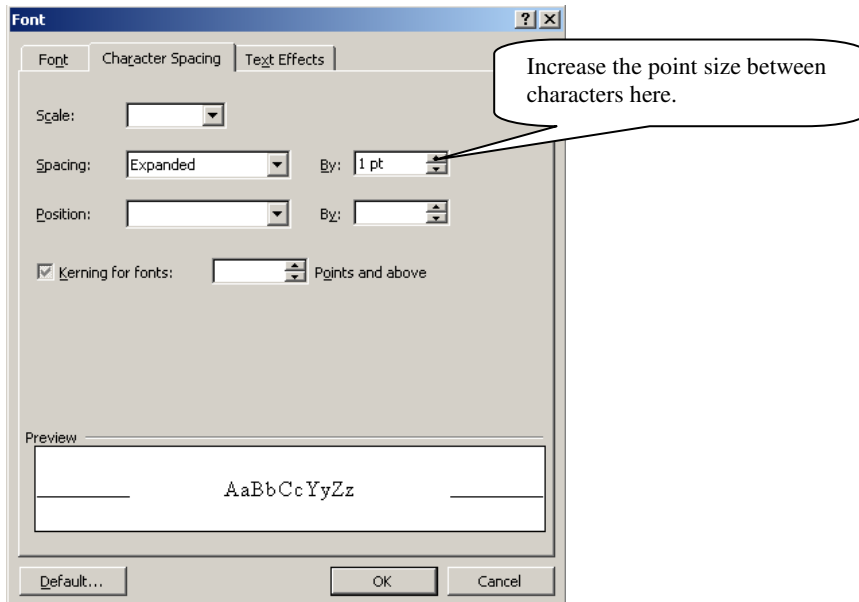 Font
Font Character Spacing Text Effects
Increase the point size between
characters here.
Scale:
Spacing: Expanded By: 1 pt
Position: By:
Kerning for fonts: Points and above
Preview
AaBbCcYyZz
Default... OK Cancel